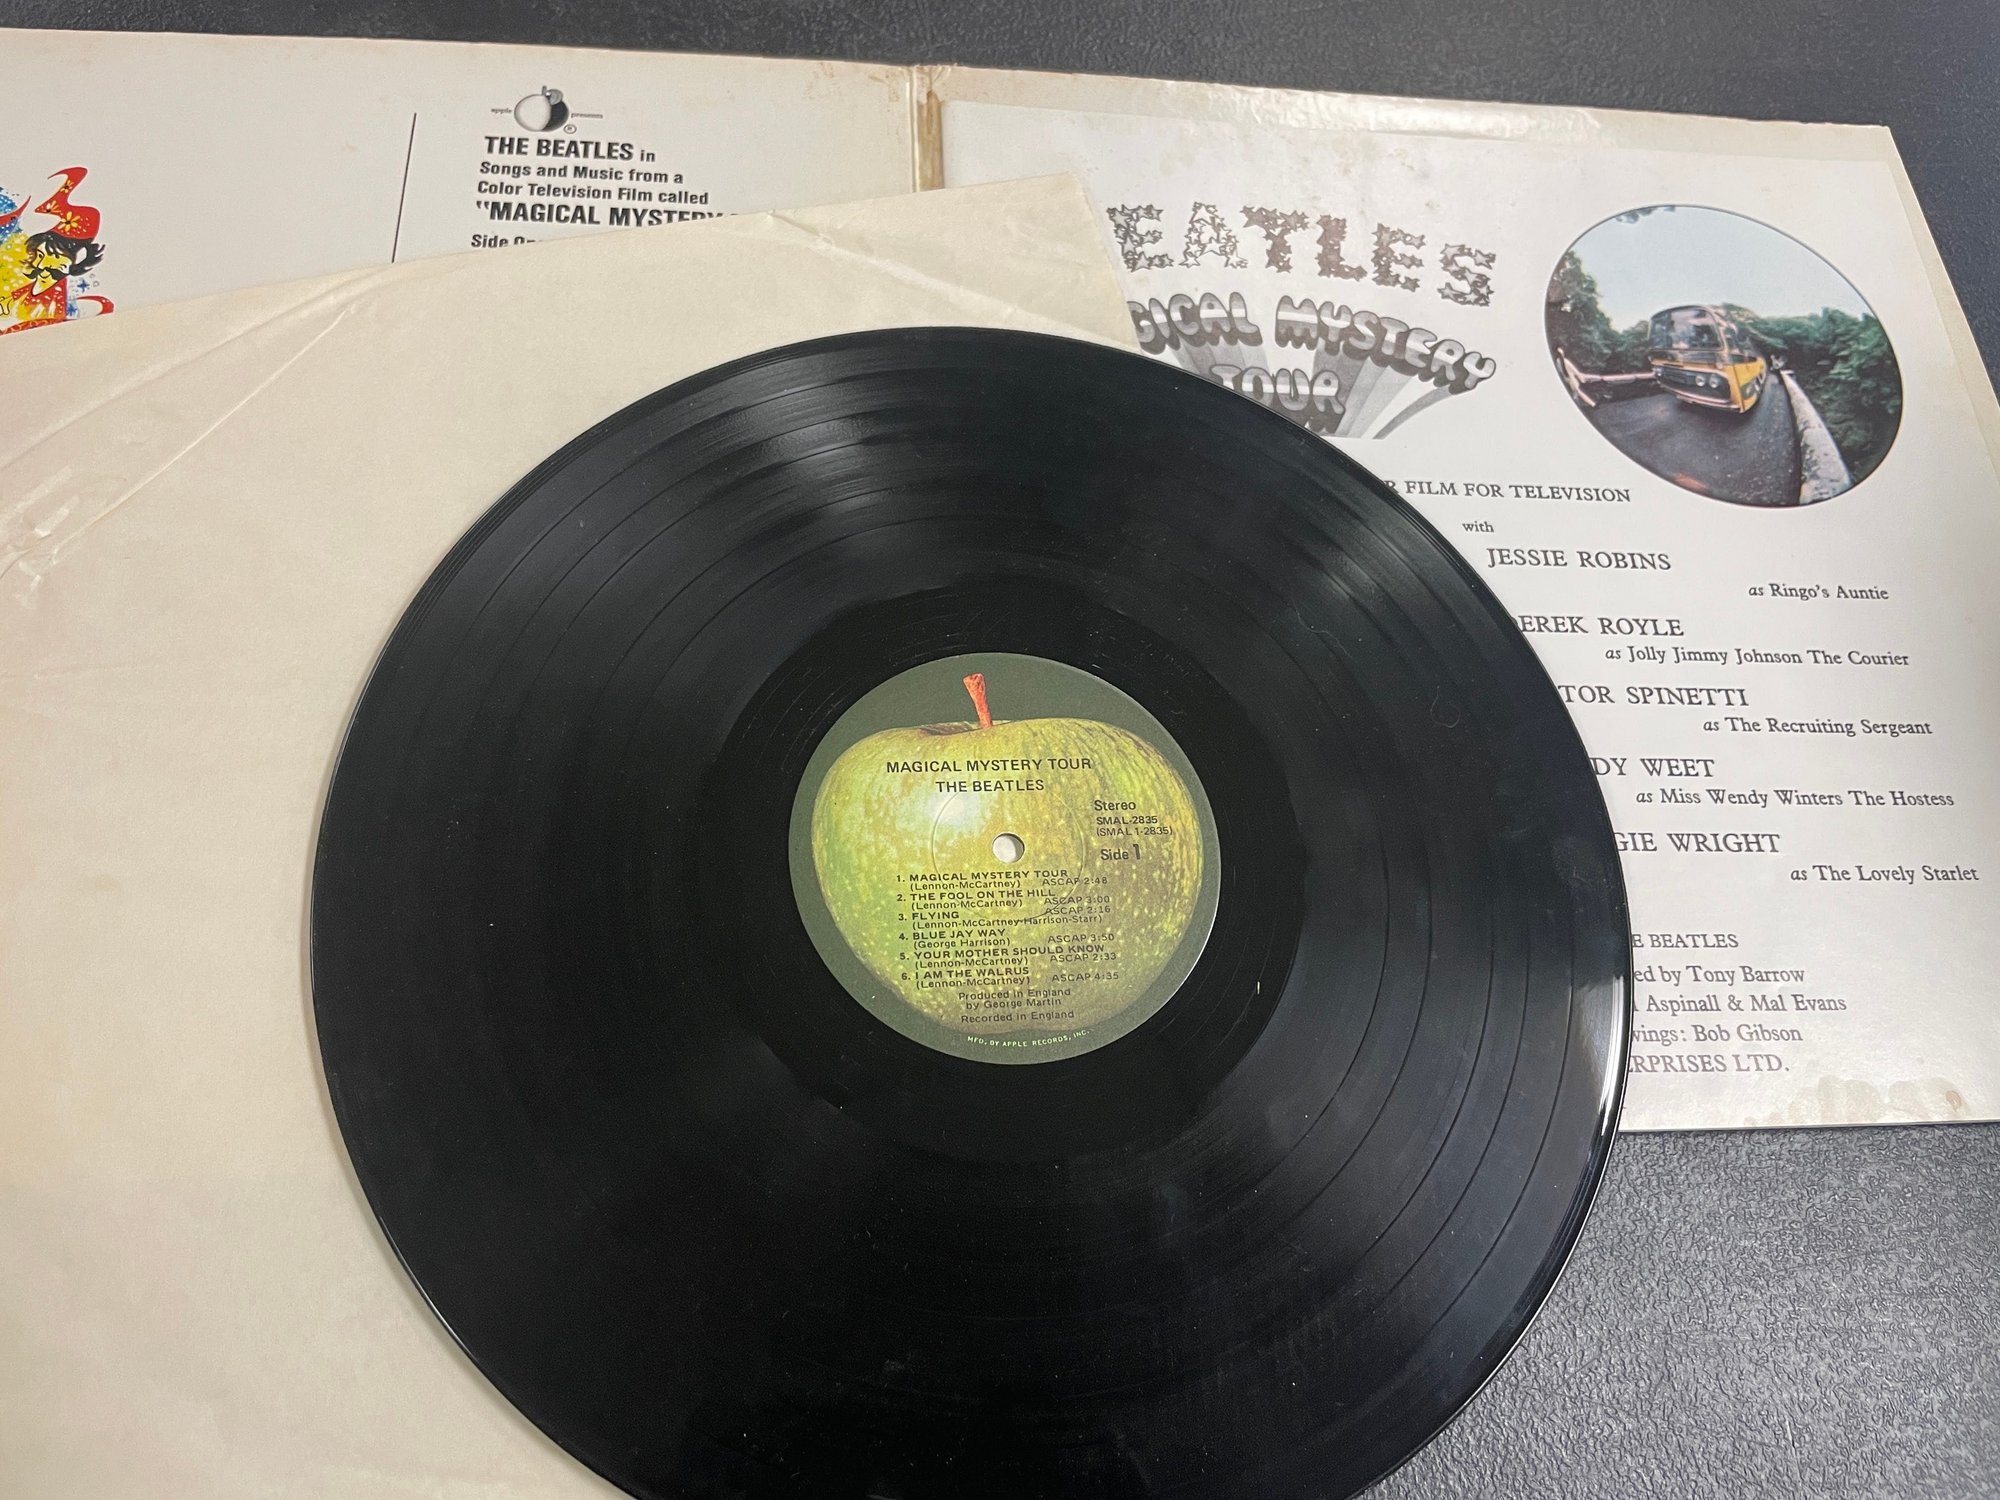 apple presents
®
THE BEATLES in
Songs and Music from a
Color Television Film called
"MAGICAL MYSTERY
Side On
EATLES
GICAL MYSTERY
TOUR
R FILM FOR TELEVISION
with
JESSIE ROBINS
as Ringo's Auntie
DEREK ROYLE
as Jolly Jimmy Johnson The Courier
TOR SPINETTI
as The Recruiting Sergeant
DY WEET
as Miss Wendy Winters The Hostess
GIE WRIGHT
as The Lovely Starlet
E BEATLES
ed by Tony Barrow
l Aspinall & Mal Evans
wings: Bob Gibson
ERPRISES LTD.
MAGICAL MYSTERY TOUR
THE BEATLES
Stereo
SMAL-2835
(SMAL 1-2835)
Side 1
1. MAGICAL MYSTERY TOUR
(Lennon-McCartney) ASCAP 2:48
2. THE FOOL ON THE HILL
(Lennon-McCartney) ASCAP 3:00
3. FLYING ASCAP 2:16
(Lennon-McCartney-Harrison-Starr)
4. BLUE JAY WAY
(George Harrison) ASCAP 3:50
5. YOUR MOTHER SHOULD KNOW
(Lennon-McCartney) ASCAP 2:33
6. I AM THE WALRUS
(Lennon-McCartney) ASCAP 4:35
Produced in England
by George Martin
Recorded in England
MFD. BY APPLE RECORDS, INC.